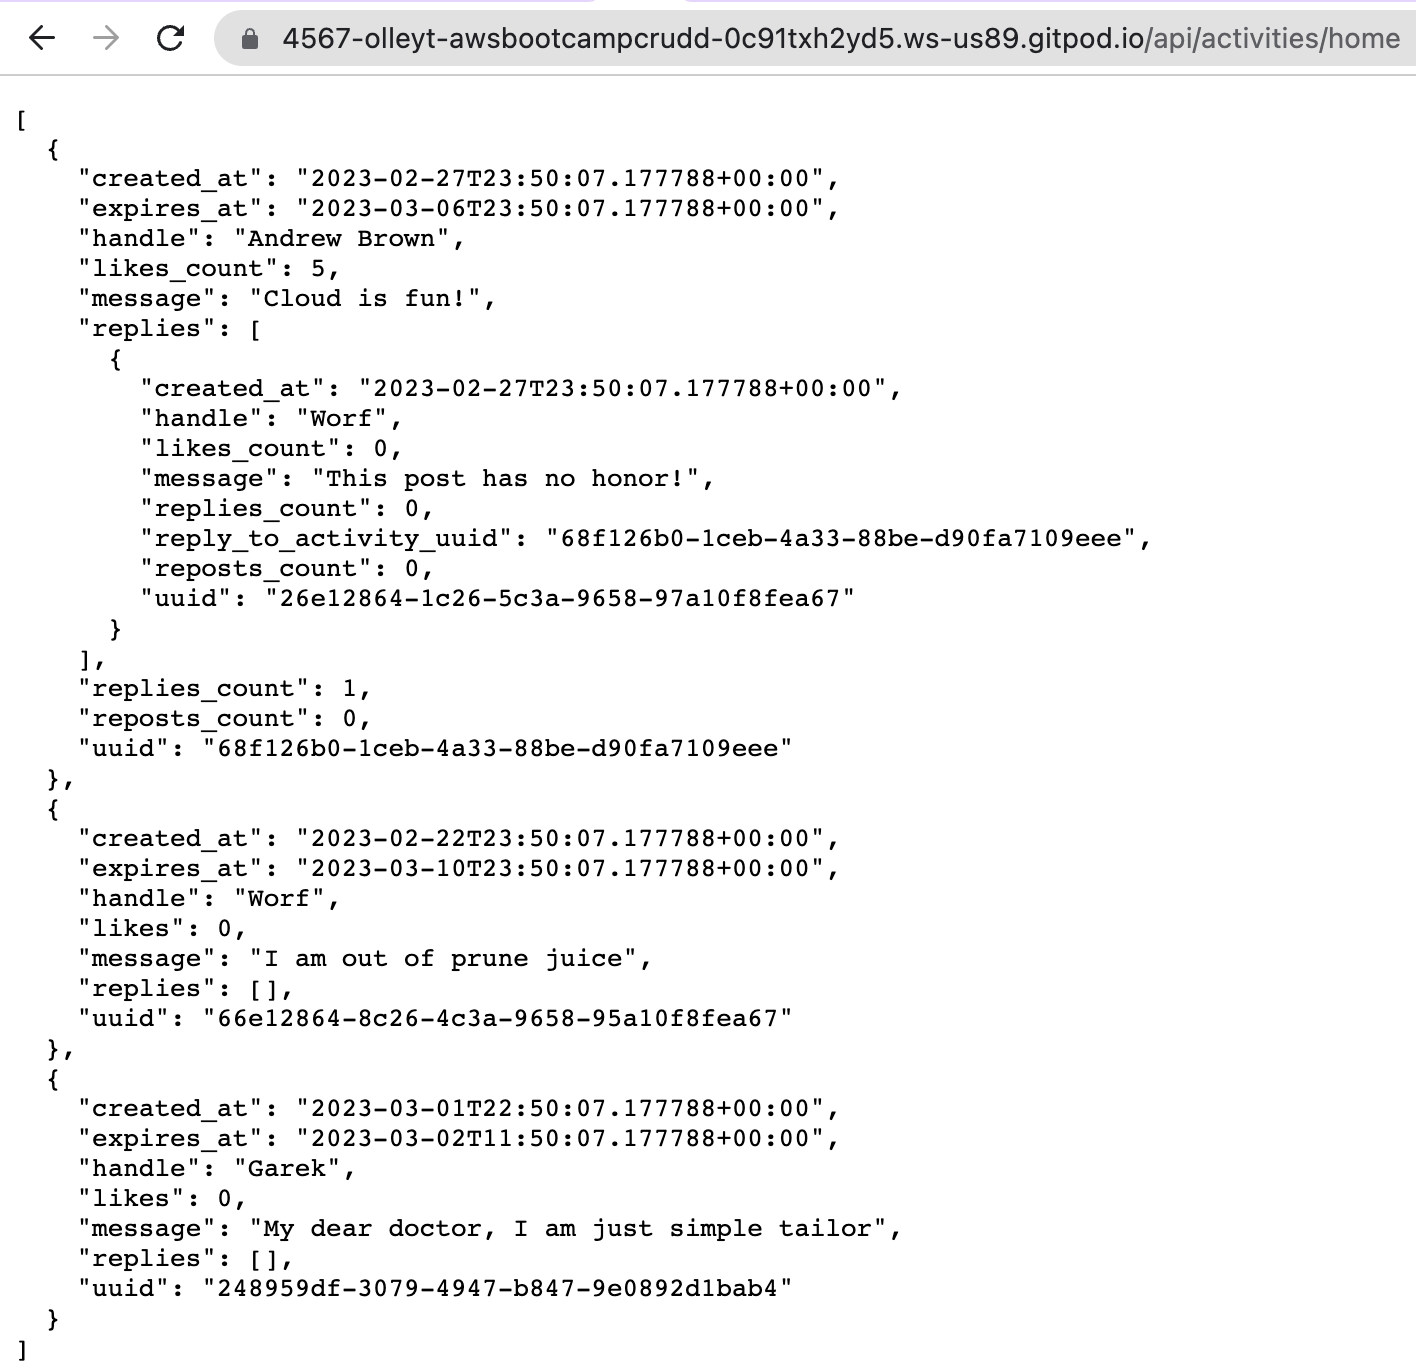 4567-olleyt-awsbootcampcrudd-0c91txh2yd5.ws-us89.gitpod.io/api/activities/home
[
  {
    "created_at": "2023-02-27T23:50:07.177788+00:00",
    "expires_at": "2023-03-06T23:50:07.177788+00:00",
    "handle": "Andrew Brown",
    "likes_count": 5,
    "message": "Cloud is fun!",
    "replies": [
      {
        "created_at": "2023-02-27T23:50:07.177788+00:00",
        "handle": "Worf",
        "likes_count": 0,
        "message": "This post has no honor!",
        "replies_count": 0,
        "reply_to_activity_uuid": "68f126b0-1ceb-4a33-88be-d90fa7109eee",
        "reposts_count": 0,
        "uuid": "26e12864-1c26-5c3a-9658-97a10f8fea67"
      }
    ],
    "replies_count": 1,
    "reposts_count": 0,
    "uuid": "68f126b0-1ceb-4a33-88be-d90fa7109eee"
  },
  {
    "created_at": "2023-02-22T23:50:07.177788+00:00",
    "expires_at": "2023-03-10T23:50:07.177788+00:00",
    "handle": "Worf",
    "likes": 0,
    "message": "I am out of prune juice",
    "replies": [],
    "uuid": "66e12864-8c26-4c3a-9658-95a10f8fea67"
  },
  {
    "created_at": "2023-03-01T22:50:07.177788+00:00",
    "expires_at": "2023-03-02T11:50:07.177788+00:00",
    "handle": "Garek",
    "likes": 0,
    "message": "My dear doctor, I am just simple tailor",
    "replies": [],
    "uuid": "248959df-3079-4947-b847-9e0892d1bab4"
  }
]